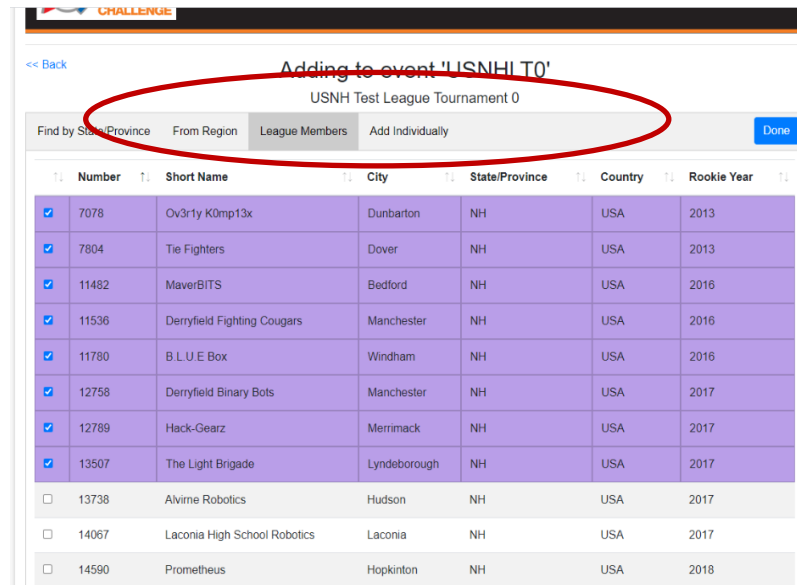 CHALLENGE
<< Back
Adding to event 'USNHLT0'
USNH Test League Tournament 0
Find by State/Province From Region League Members Add Individually Done
Number Short Name City State/Province Country Rookie Year
7078 Ov3r1y K0mp13x Dunbarton NH USA 2013
7804 Tie Fighters Dover NH USA 2013
11482 MaverBITS Bedford NH USA 2016
11536 Derryfield Fighting Cougars Manchester NH USA 2016
11780 B.L.U.E Box Windham NH USA 2016
12758 Derryfield Binary Bots Manchester NH USA 2017
12789 Hack-Gearz Merrimack NH USA 2017
13507 The Light Brigade Lyndeborough NH USA 2017
13738 Alvirne Robotics Hudson NH USA 2017
14067 Laconia High School Robotics Laconia NH USA 2017
14590 Prometheus Hopkinton NH USA 2018